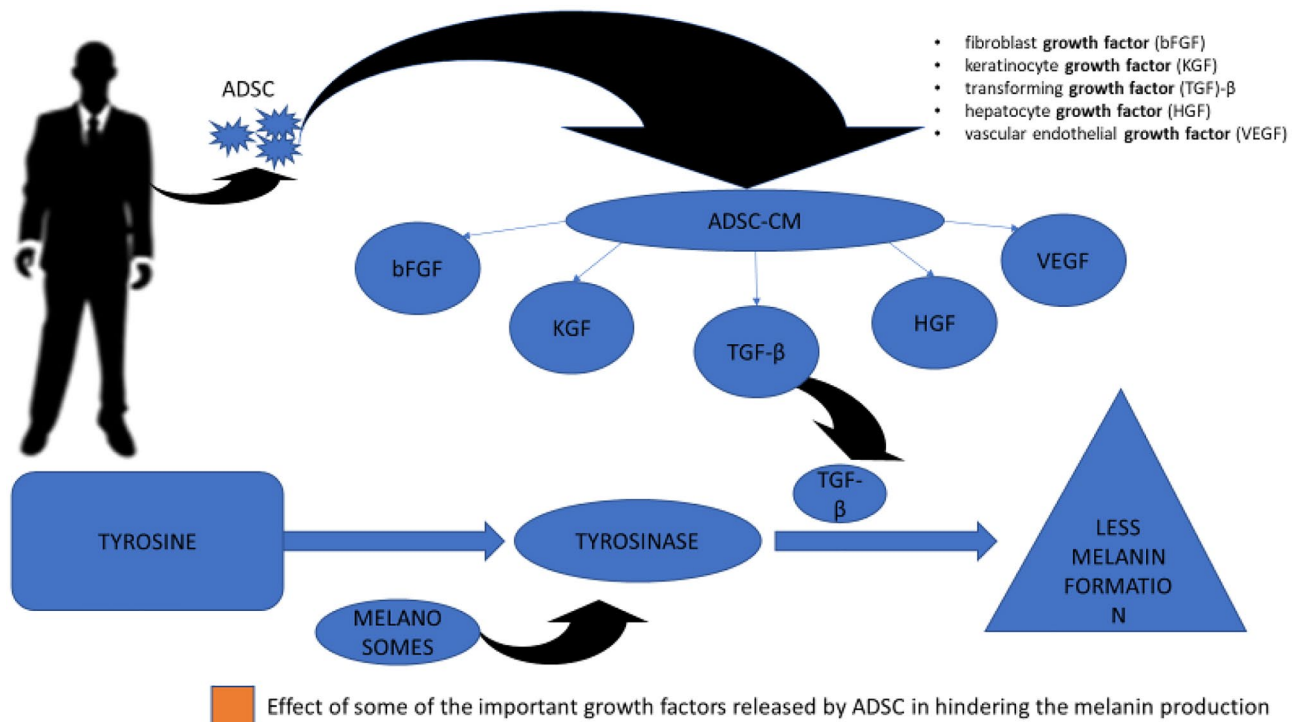 ADSC
• fibroblast growth factor (bFGF)
• keratinocyte growth factor (KGF)
• transforming growth factor (TGF)-β
• hepatocyte growth factor (HGF)
• vascular endothelial growth factor (VEGF)
ADSC-CM
bFGF
KGF
TGF-β
HGF
VEGF
TYROSINE
TYROSINASE
TGF-
β
LESS
MELANIN
FORMATIO
N
MELANO
SOMES
Effect of some of the important growth factors released by ADSC in hindering the melanin production